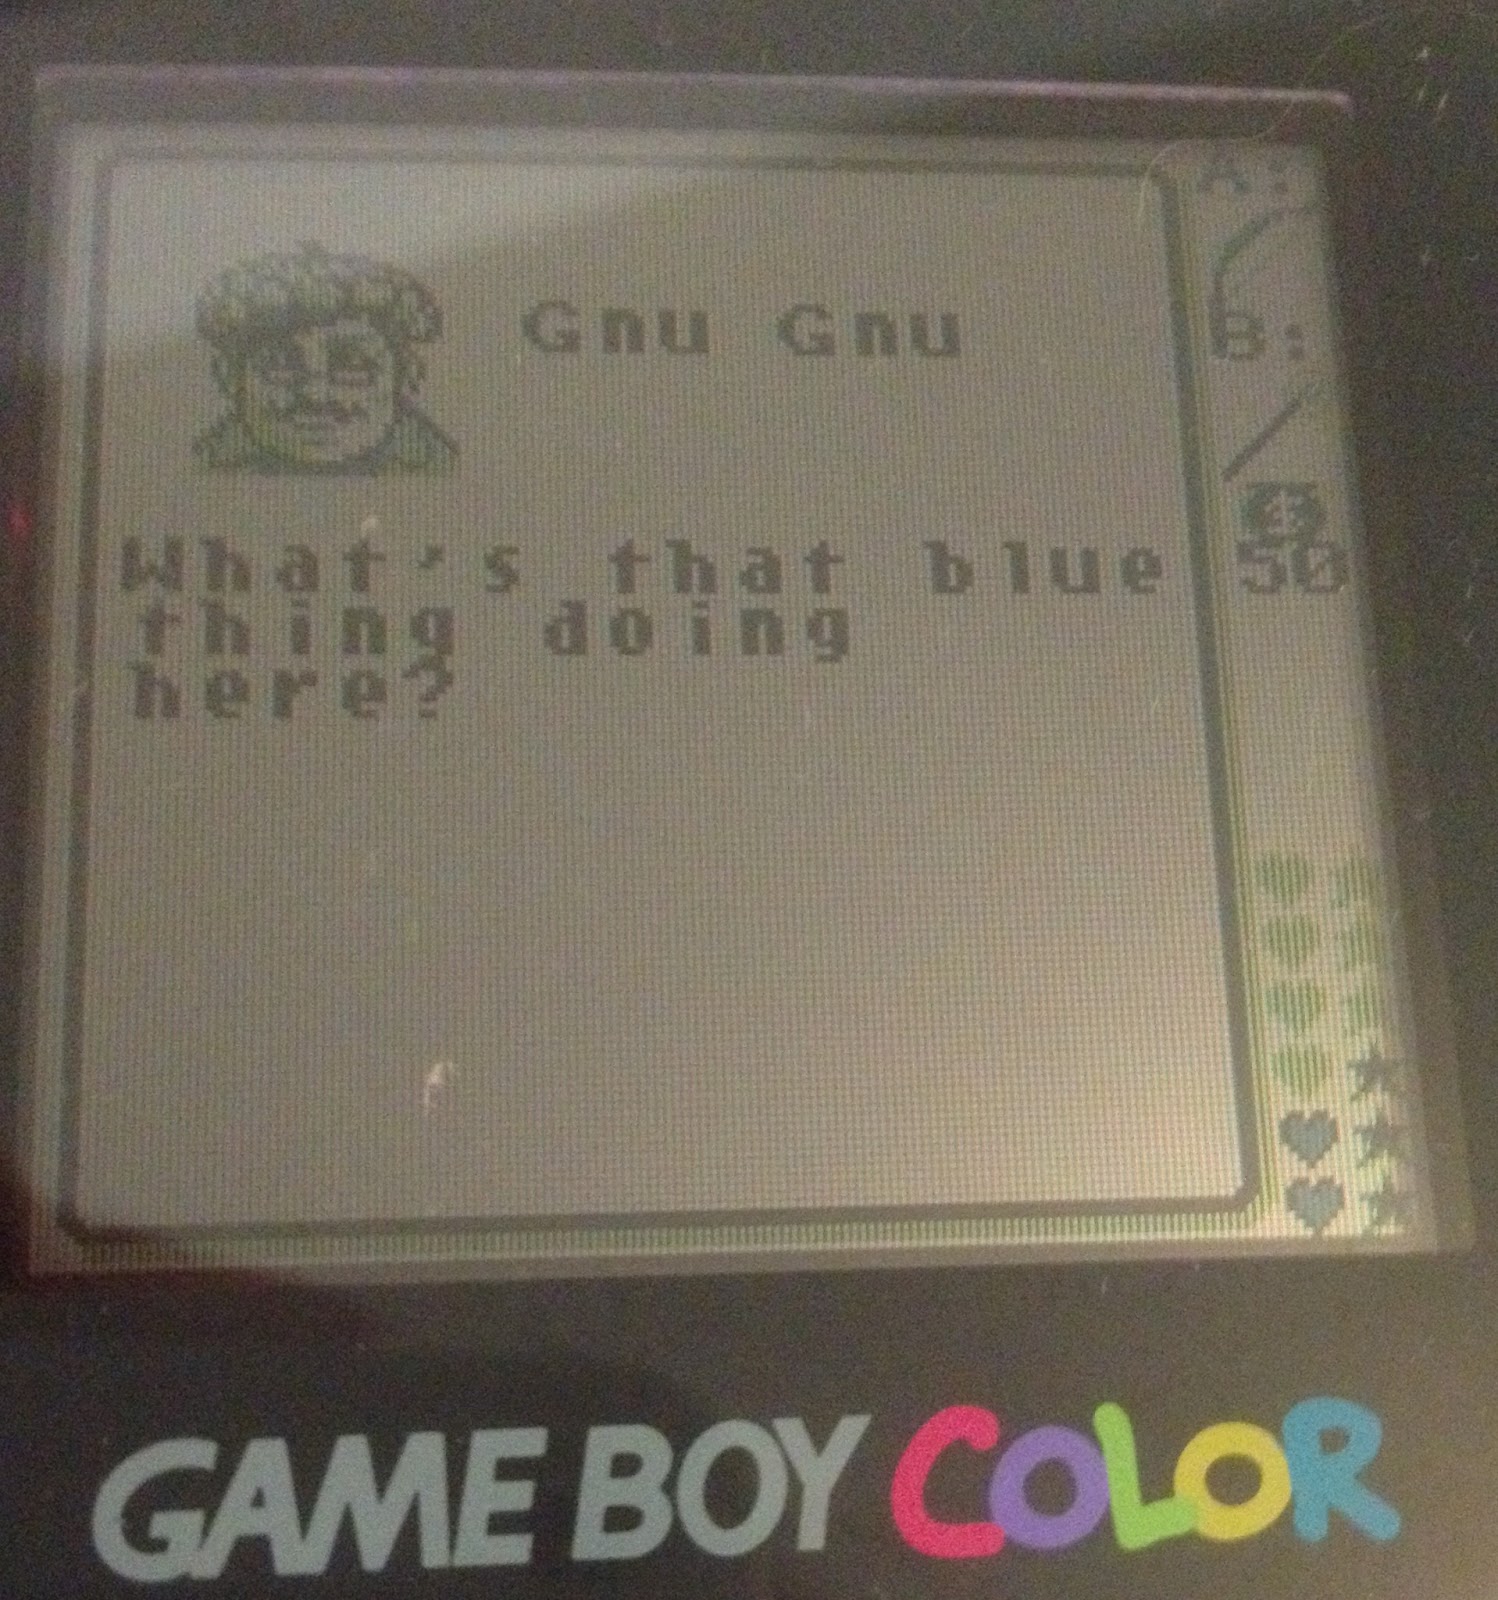 A:
Gnu Gnu
B:
What's that blue
50
thing doing
here?
GAME BOY COLOR